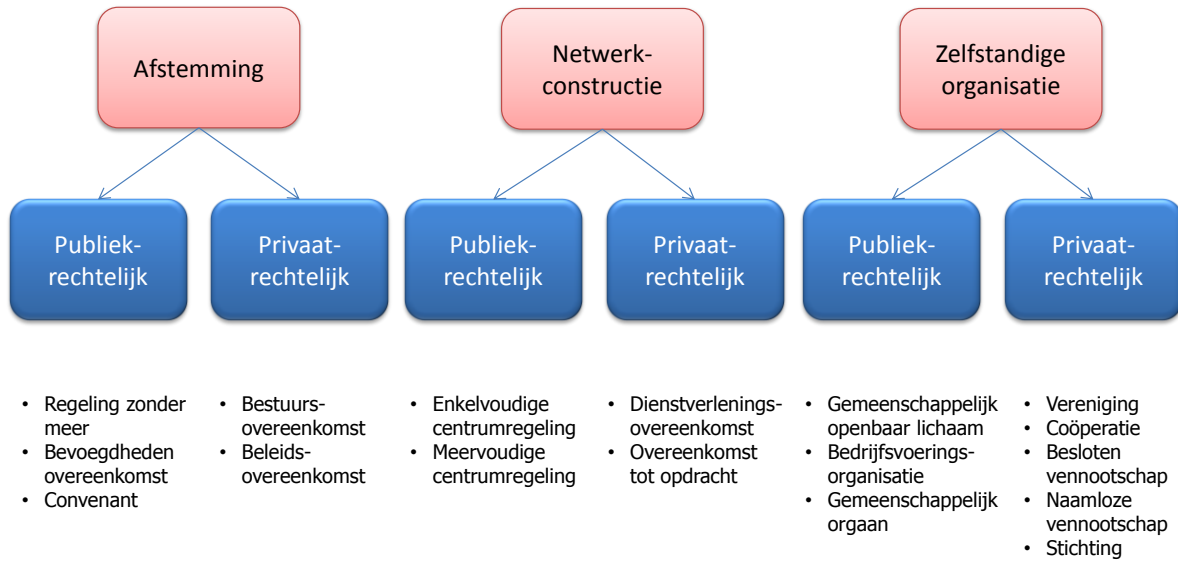 Afstemming
Netwerk-
constructie
Zelfstandige
organisatie
Publiek-
rechtelijk
Privaat-
rechtelijk
Publiek-
rechtelijk
Privaat-
rechtelijk
Publiek-
rechtelijk
Privaat-
rechtelijk
• Regeling zonder
meer
• Bevoegdheden
overeenkomst
• Convenant
• Bestuurs-
overeenkomst
• Beleids-
overeenkomst
• Enkelvoudige
centrumregeling
• Meervoudige
centrumregeling
• Dienstverlenings-
overeenkomst
• Overeenkomst
tot opdracht
• Gemeenschappelijk
openbaar lichaam
• Bedrijfsvoerings-
organisatie
• Gemeenschappelijk
orgaan
• Vereniging
• Coöperatie
• Besloten
vennootschap
• Naamloze
vennootschap
• Stichting